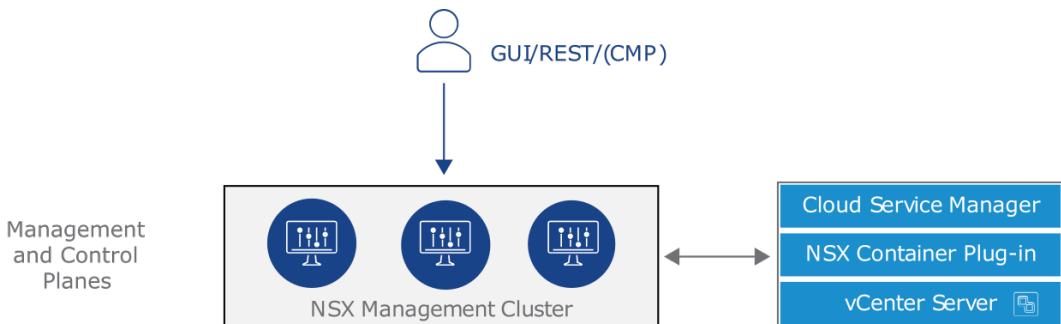 GUI/REST/(CMP)
Management
and Control
Planes
NSX Management Cluster
Cloud Service Manager
NSX Container Plug-in
vCenter Server